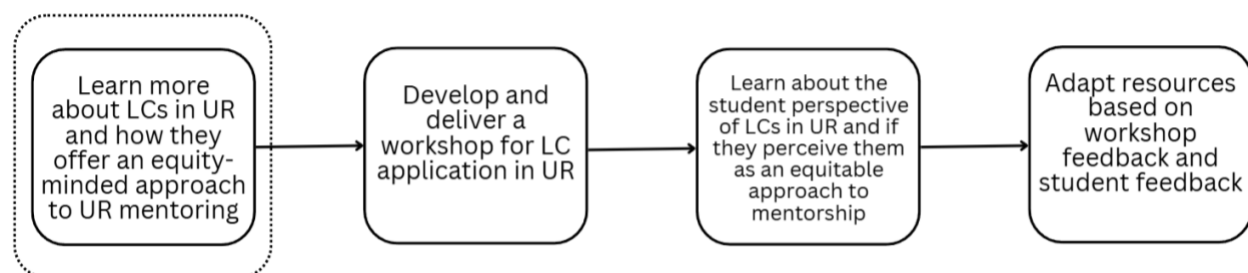 Learn more
about LCs in UR
and how they
offer an equity-
minded approach
to UR mentoring
Develop and
deliver a
workshop for LC
application in UR
Learn about the
student perspective
of LCs in UR and if
they perceive them
as an equitable
approach to
mentorship
Adapt resources
based on
workshop
feedback and
student feedback